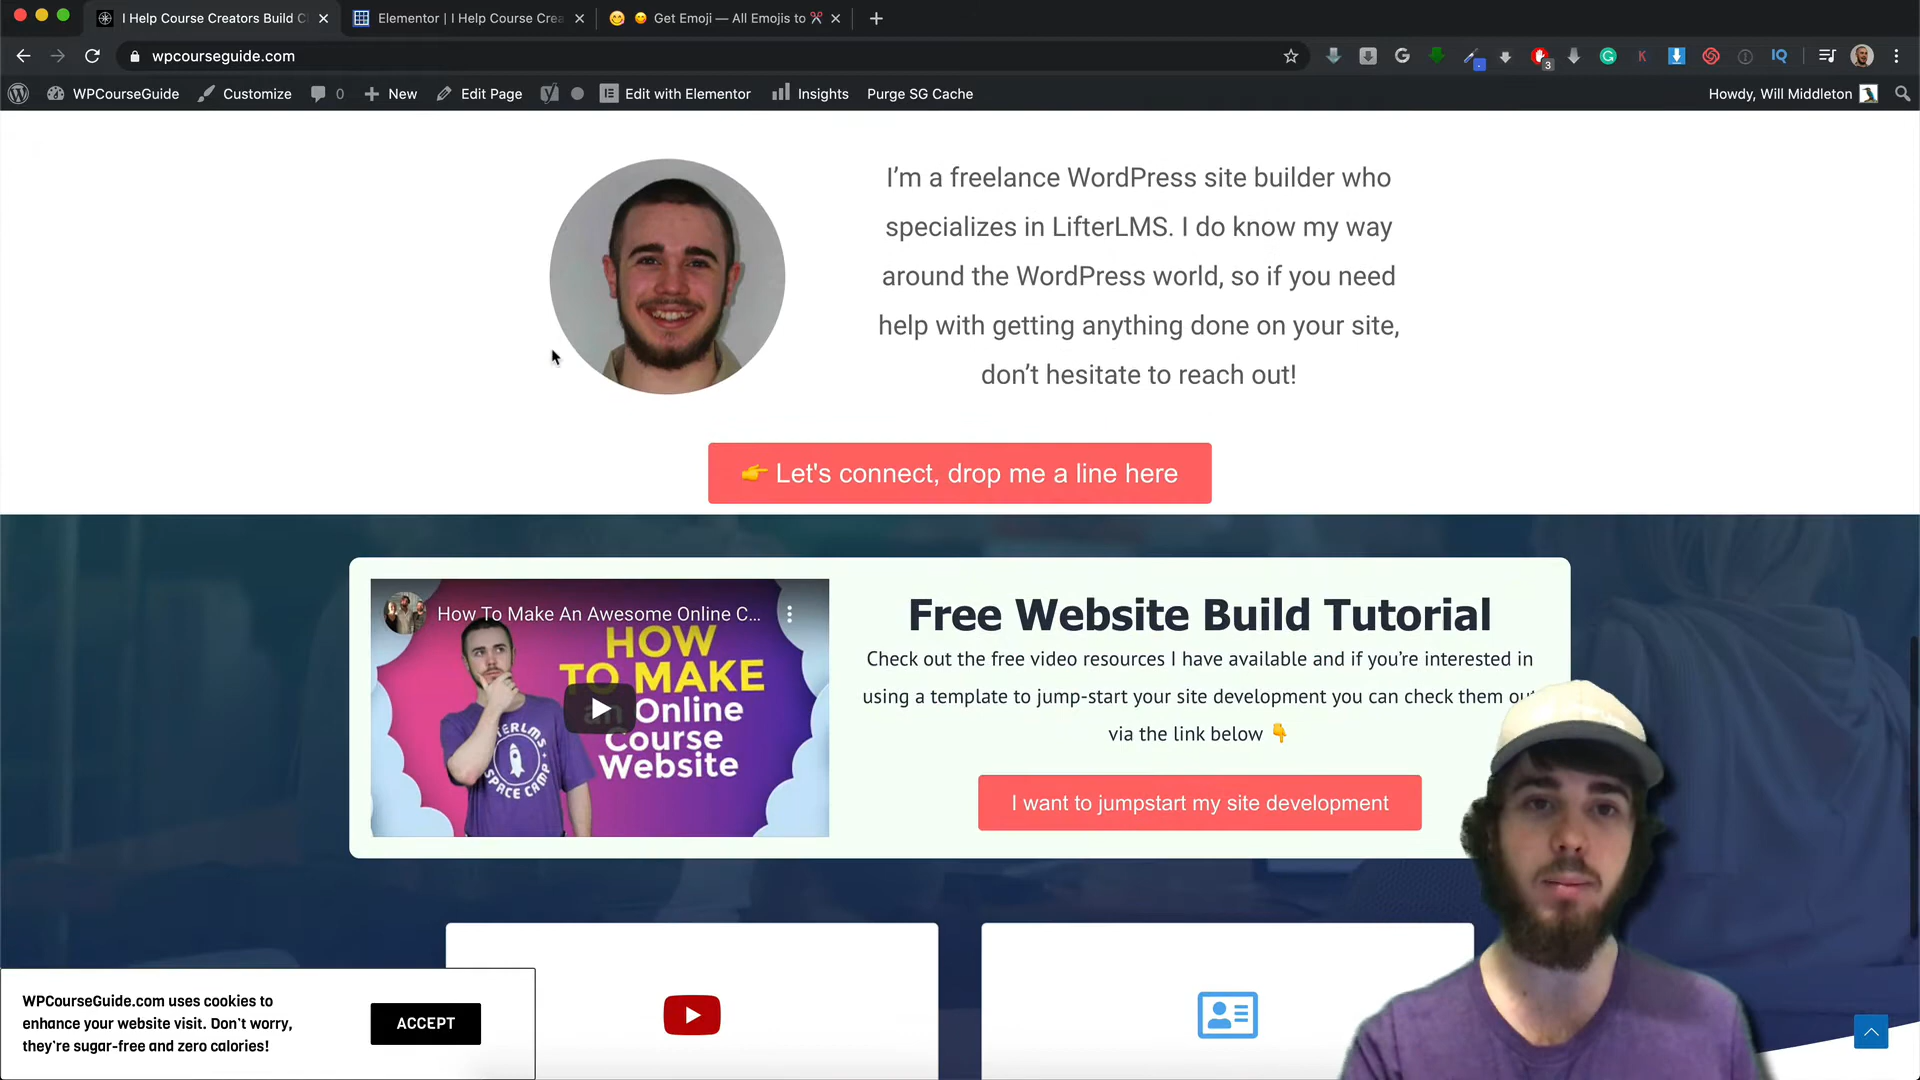 I Help Course Creators Build C
Elementor | I Help Course Crea
Get Emoji — All Emojis to
wpcourseguide.com
3
WPCourseGuide
Customize
0
New
Edit Page
Edit with Elementor
Insights
Purge SG Cache
Howdy, Will Middleton
I'm a freelance WordPress site builder who
specializes in LifterLMS. I do know my way
around the WordPress world, so if you need
help with getting anything done on your site,
don't hesitate to reach out!
👉 Let's connect, drop me a line here
How To Make An Awesome Online C...
HOW
TO MAKE
an Online
Course
Website
LIFTERLMS
SPACE CAMP
Free Website Build Tutorial
Check out the free video resources I have available and if you're interested in
using a template to jump-start your site development you can check them out
via the link below 👇
I want to jumpstart my site development
WPCourseGuide.com uses cookies to
enhance your website visit. Don't worry,
they're sugar-free and zero calories!
ACCEPT